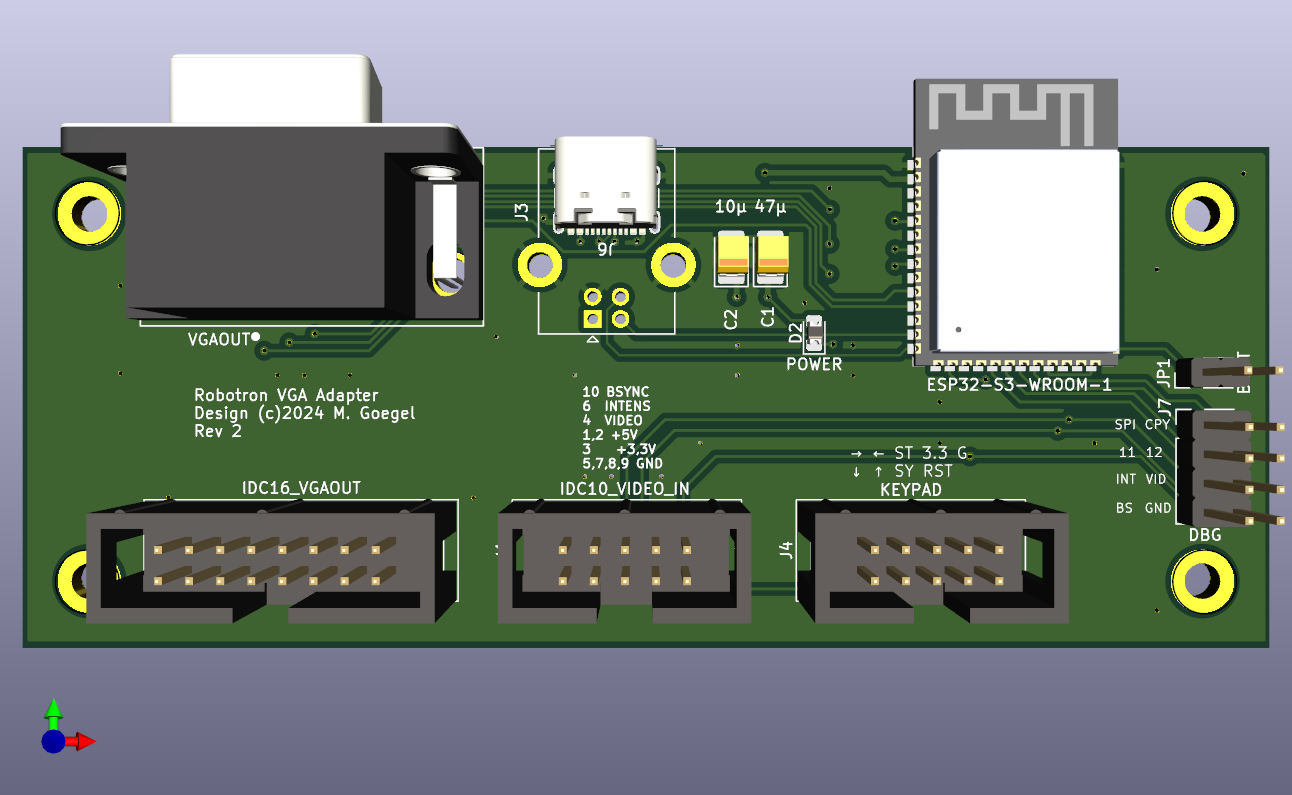 J3
10µ 47µ
J6
C2
C1
D2
POWER
VGAOUT
ESP32-S3-WROOM-1
JP1
J7
Robotron VGA Adapter
Design (c)2024 M. Goegel
Rev 2
10 BSYNC
6 INTENS
4 VIDEO
1,2 +5V
3 +3,3V
5,7,8,9 GND
SPI CPY
11 12
INT VID
BS GND
DBG
→ ← ST 3.3 G
↓ ↑ SY RST
KEYPAD
IDC16_VGAOUT
IDC10_VIDEO_IN
J4